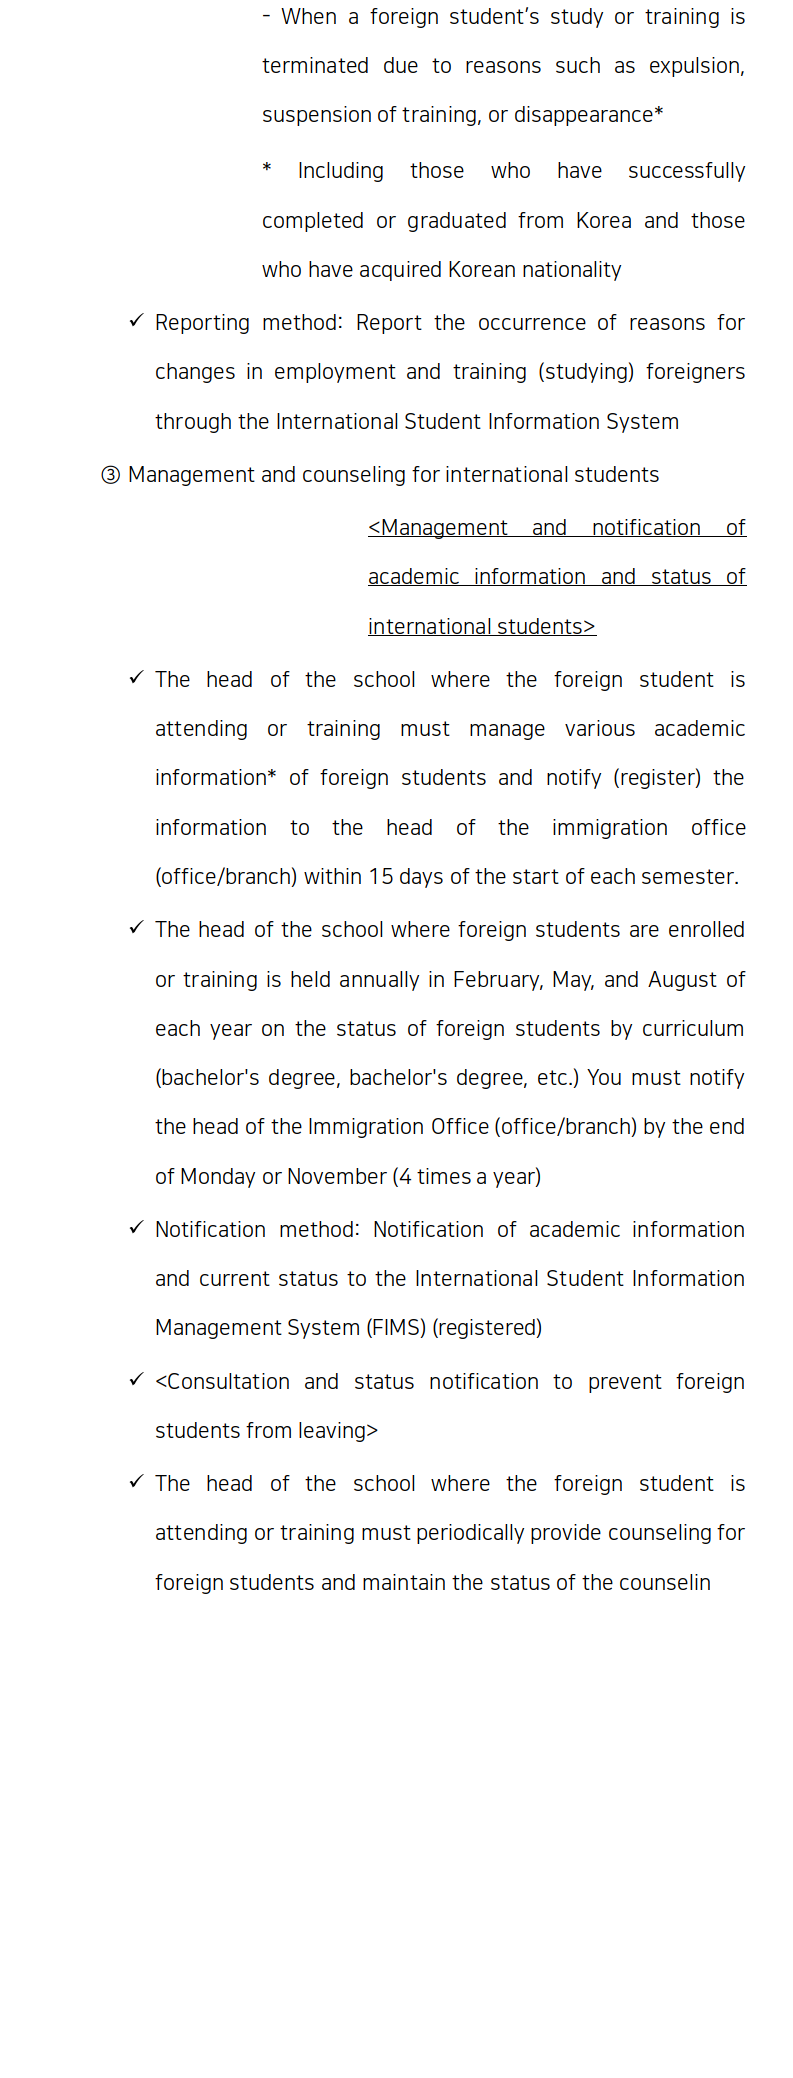 - When a foreign student’s study or training is
terminated due to reasons such as expulsion,
suspension of training, or disappearance*
* Including those who have successfully
completed or graduated from Korea and those
who have acquired Korean nationality
✓ Reporting method: Report the occurrence of reasons for
changes in employment and training (studying) foreigners
through the International Student Information System
③ Management and counseling for international students
<Management and notification of
academic information and status of
international students>
✓ The head of the school where the foreign student is
attending or training must manage various academic
information* of foreign students and notify (register) the
information to the head of the immigration office
(office/branch) within 15 days of the start of each semester.
✓ The head of the school where foreign students are enrolled
or training is held annually in February, May, and August of
each year on the status of foreign students by curriculum
(bachelor's degree, bachelor's degree, etc.) You must notify
the head of the Immigration Office (office/branch) by the end
of Monday or November (4 times a year)
✓ Notification method: Notification of academic information
and current status to the International Student Information
Management System (FIMS) (registered)
✓ <Consultation and status notification to prevent foreign
students from leaving>
✓ The head of the school where the foreign student is
attending or training must periodically provide counseling for
foreign students and maintain the status of the counselin